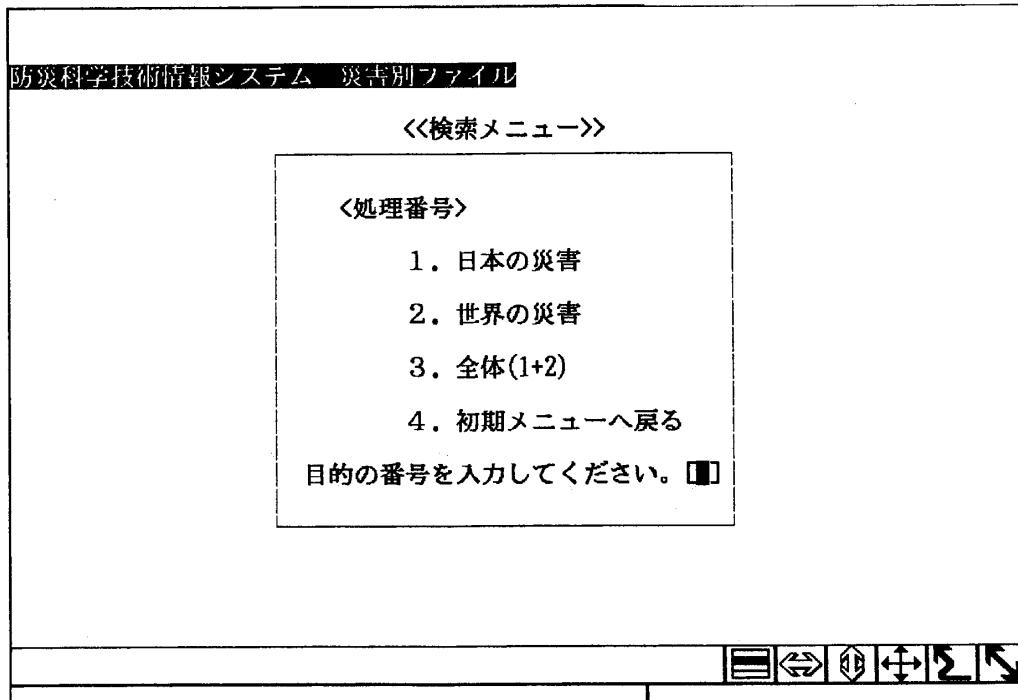 防災科学技術情報システム　災害別ファイル
<<検索メニュー>>
<処理番号>
１．日本の災害
２．世界の災害
３．全体(1+2)
４．初期メニューへ戻る
目的の番号を入力してください。[█]